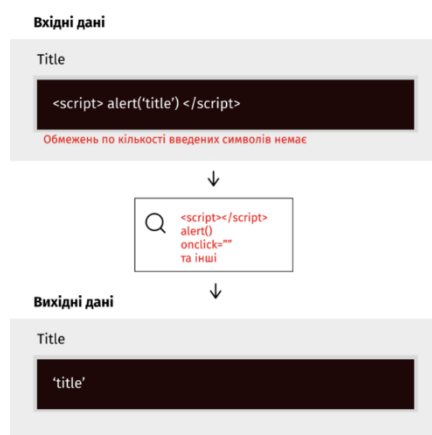 Вхідні дані
Title
<script> alert(‘title’) </script>
Обмежень по кількості введених символів немає
<script></script>
alert()
onclick=””
та інші
Вихідні дані
Title
‘title’